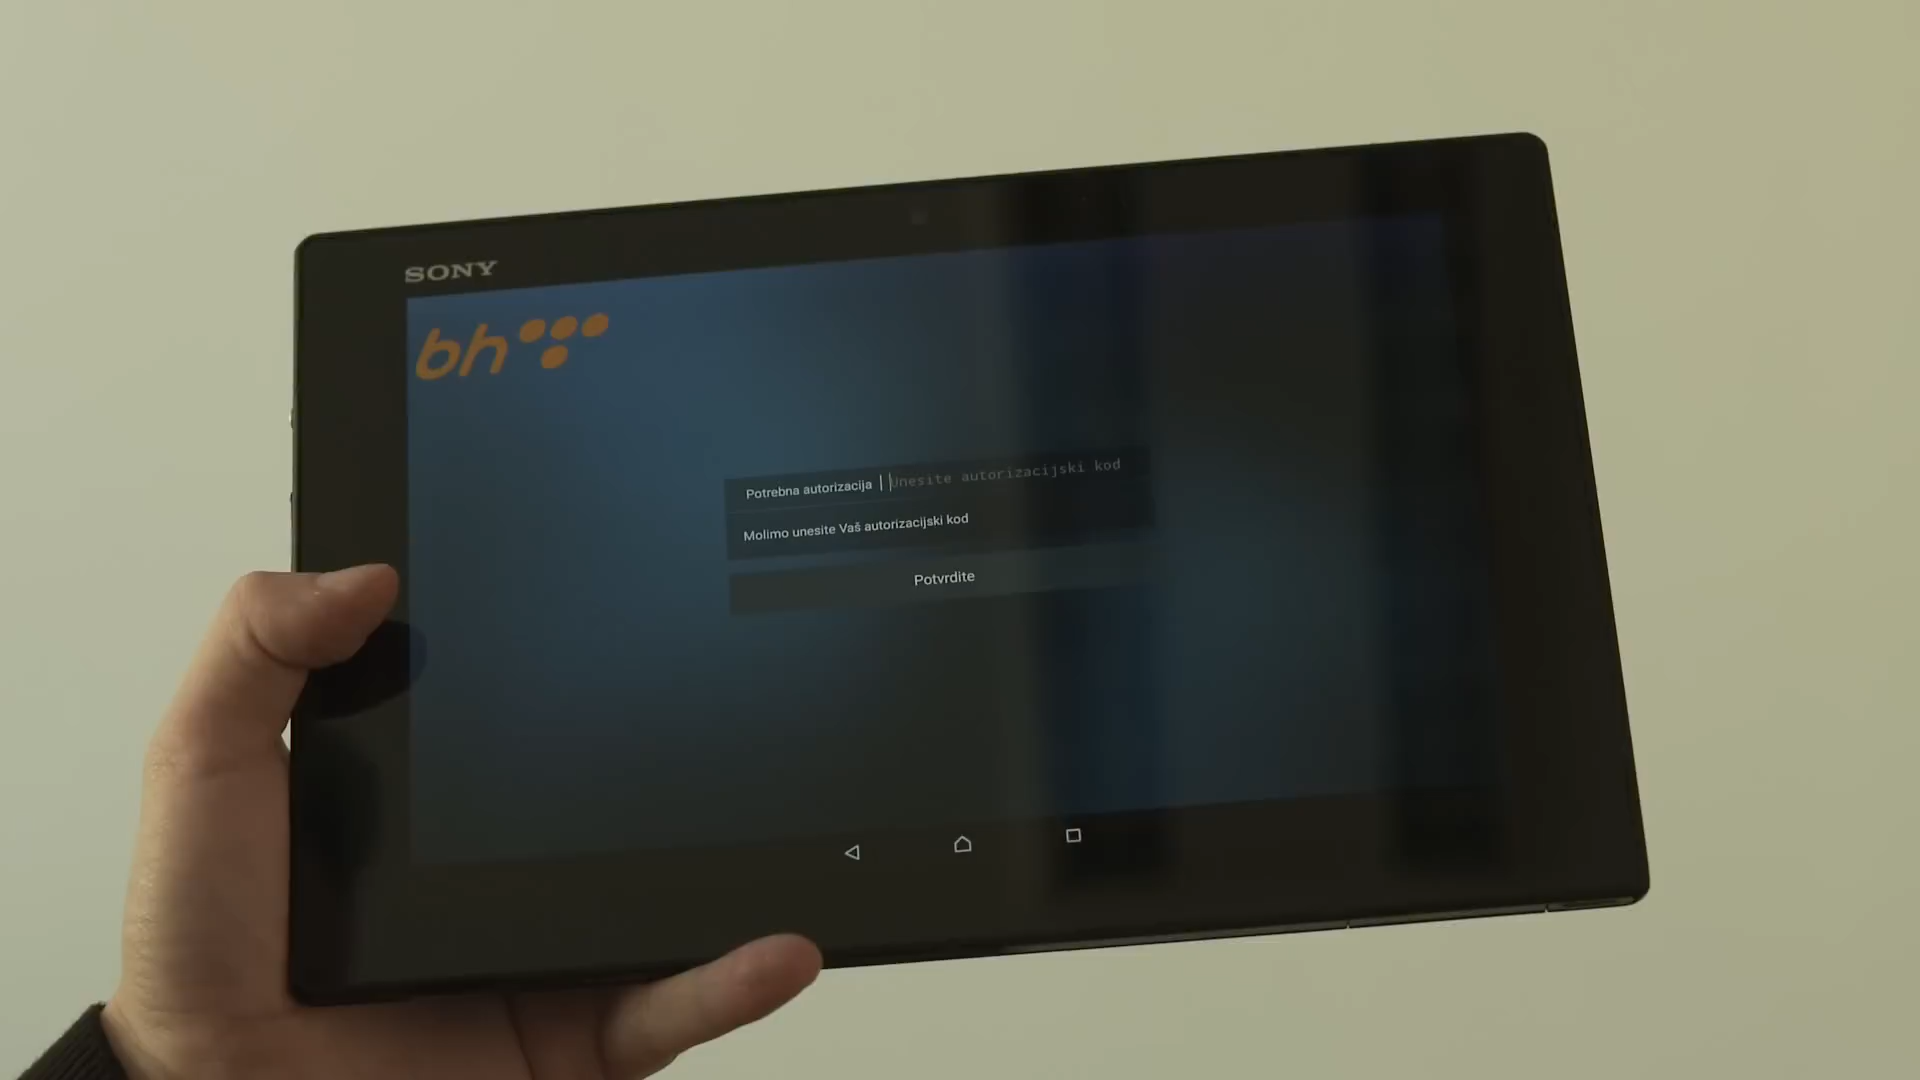 SONY
bh
Potrebna autorizacija | Unesite autorizacijski kod
Molimo unesite Vaš autorizacijski kod
Potvrdite